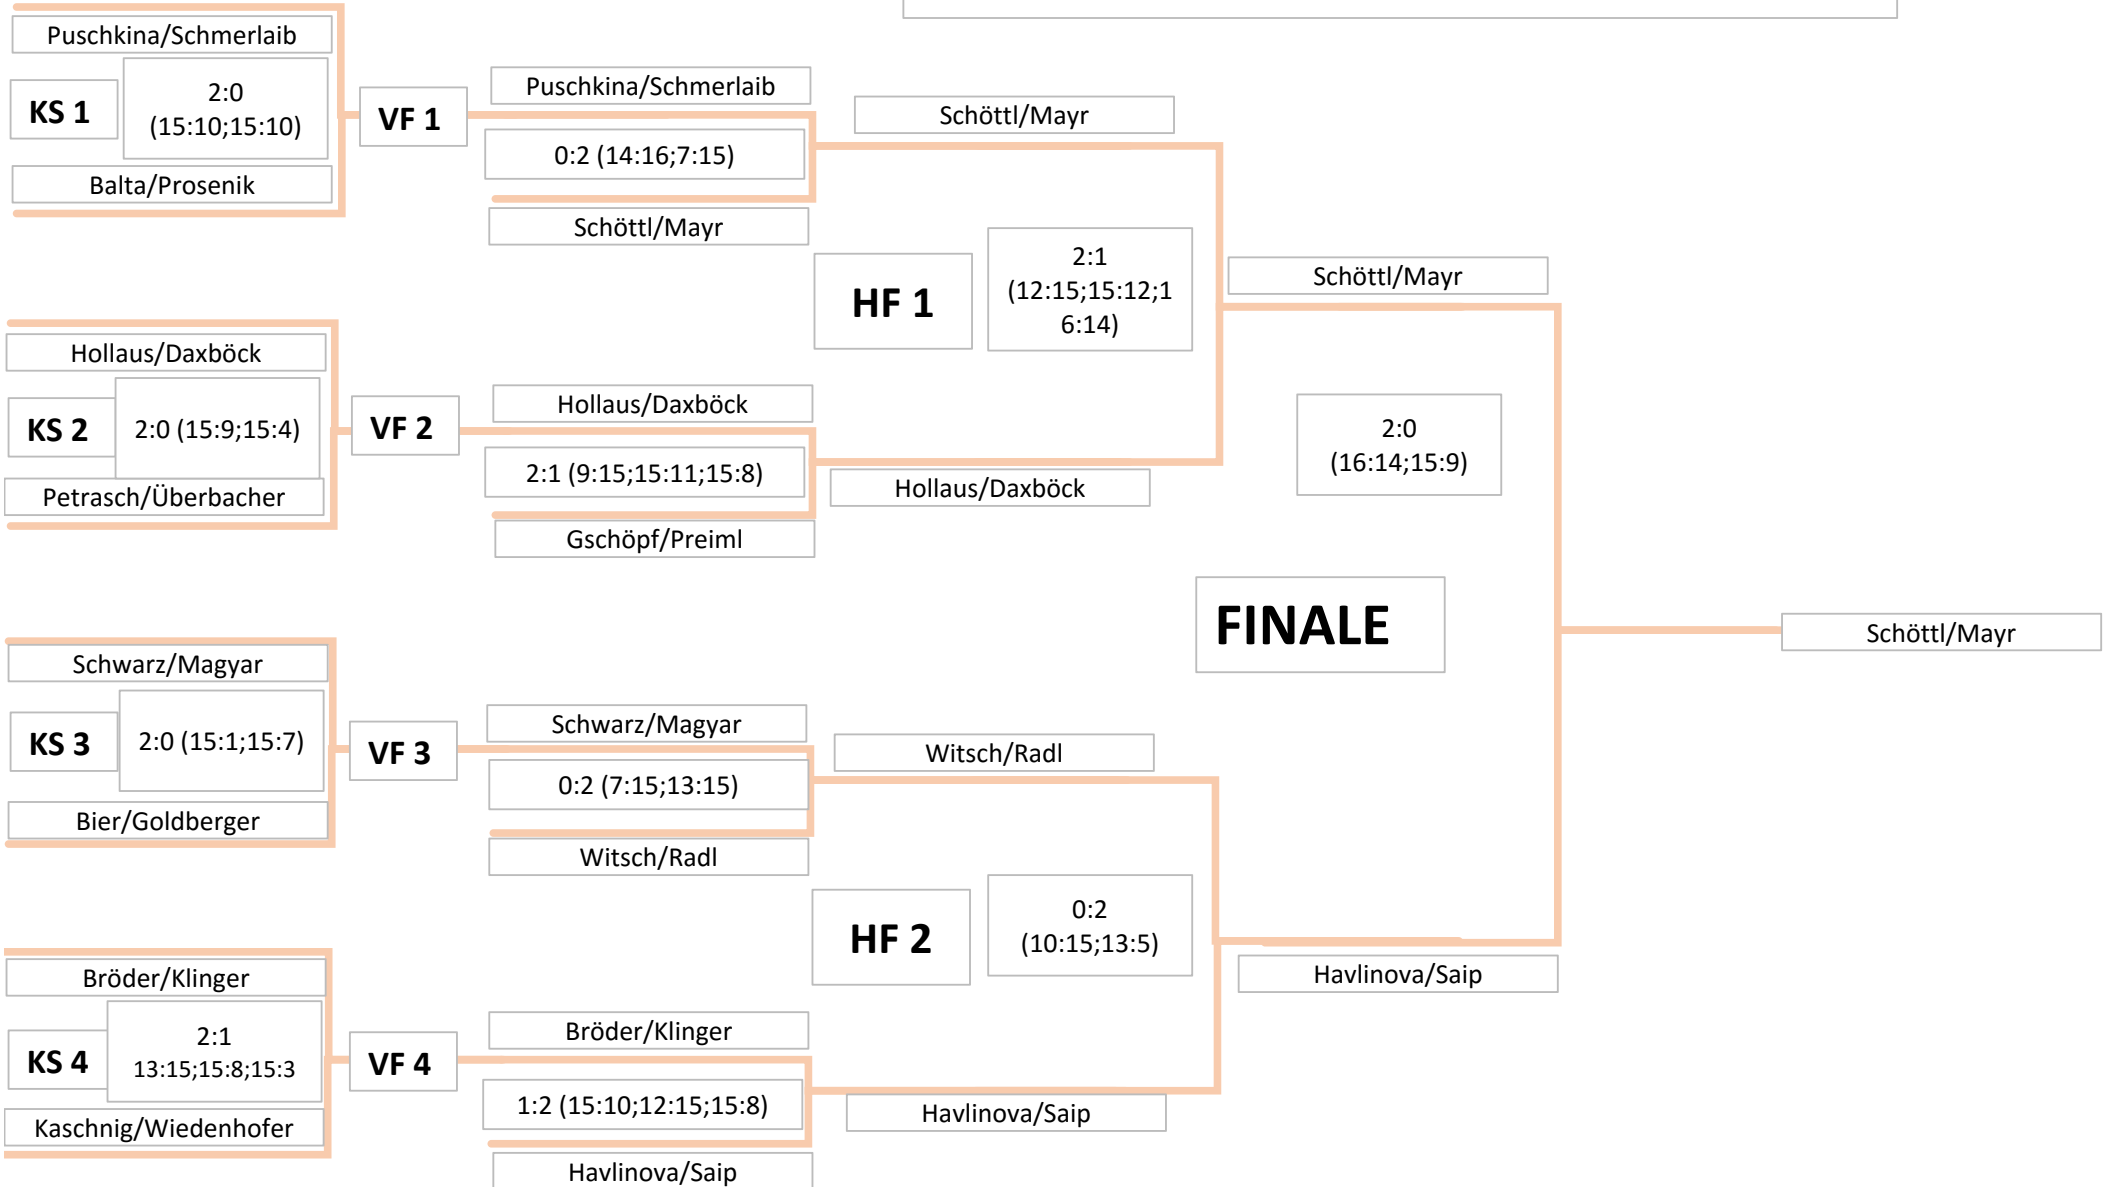 Puschkina/Schmerlaib
KS 1
2:0
(15:10;15:10)
Balta/Prosenik
VF 1
Puschkina/Schmerlaib
0:2 (14:16;7:15)
Schöttl/Mayr
Schöttl/Mayr
HF 1
2:1
(12:15;15:12;1
6:14)
Schöttl/Mayr
Hollaus/Daxböck
KS 2
2:0 (15:9;15:4)
Petrasch/Überbacher
VF 2
Hollaus/Daxböck
2:1 (9:15;15:11;15:8)
Gschöpf/Preiml
Hollaus/Daxböck
2:0
(16:14;15:9)
FINALE
Schöttl/Mayr
Schwarz/Magyar
KS 3
2:0 (15:1;15:7)
Bier/Goldberger
VF 3
Schwarz/Magyar
0:2 (7:15;13:15)
Witsch/Radl
Witsch/Radl
HF 2
0:2
(10:15;13:5)
Havlinova/Saip
Bröder/Klinger
KS 4
2:1
13:15;15:8;15:3
Kaschnig/Wiedenhofer
VF 4
Bröder/Klinger
1:2 (15:10;12:15;15:8)
Havlinova/Saip
Havlinova/Saip